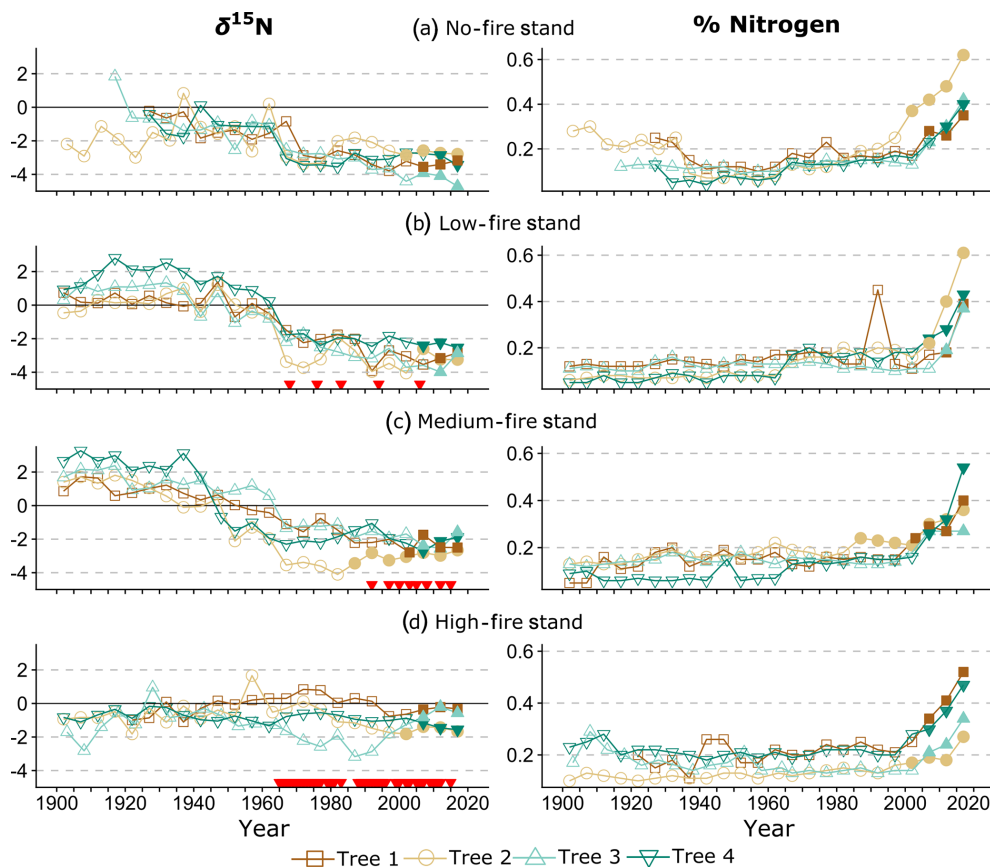 δ¹⁵N
% Nitrogen
(a) No-fire stand
2
0
-2
-4
0.6
0.4
0.2
(b) Low-fire stand
2
0
-2
-4
0.6
0.4
0.2
(c) Medium-fire stand
2
0
-2
-4
0.6
0.4
0.2
(d) High-fire stand
2
0
-2
-4
0.6
0.4
0.2
1900 1920 1940 1960 1980 2000 2020
1900 1920 1940 1960 1980 2000 2020
Year
Year
Tree 1 Tree 2 Tree 3 Tree 4